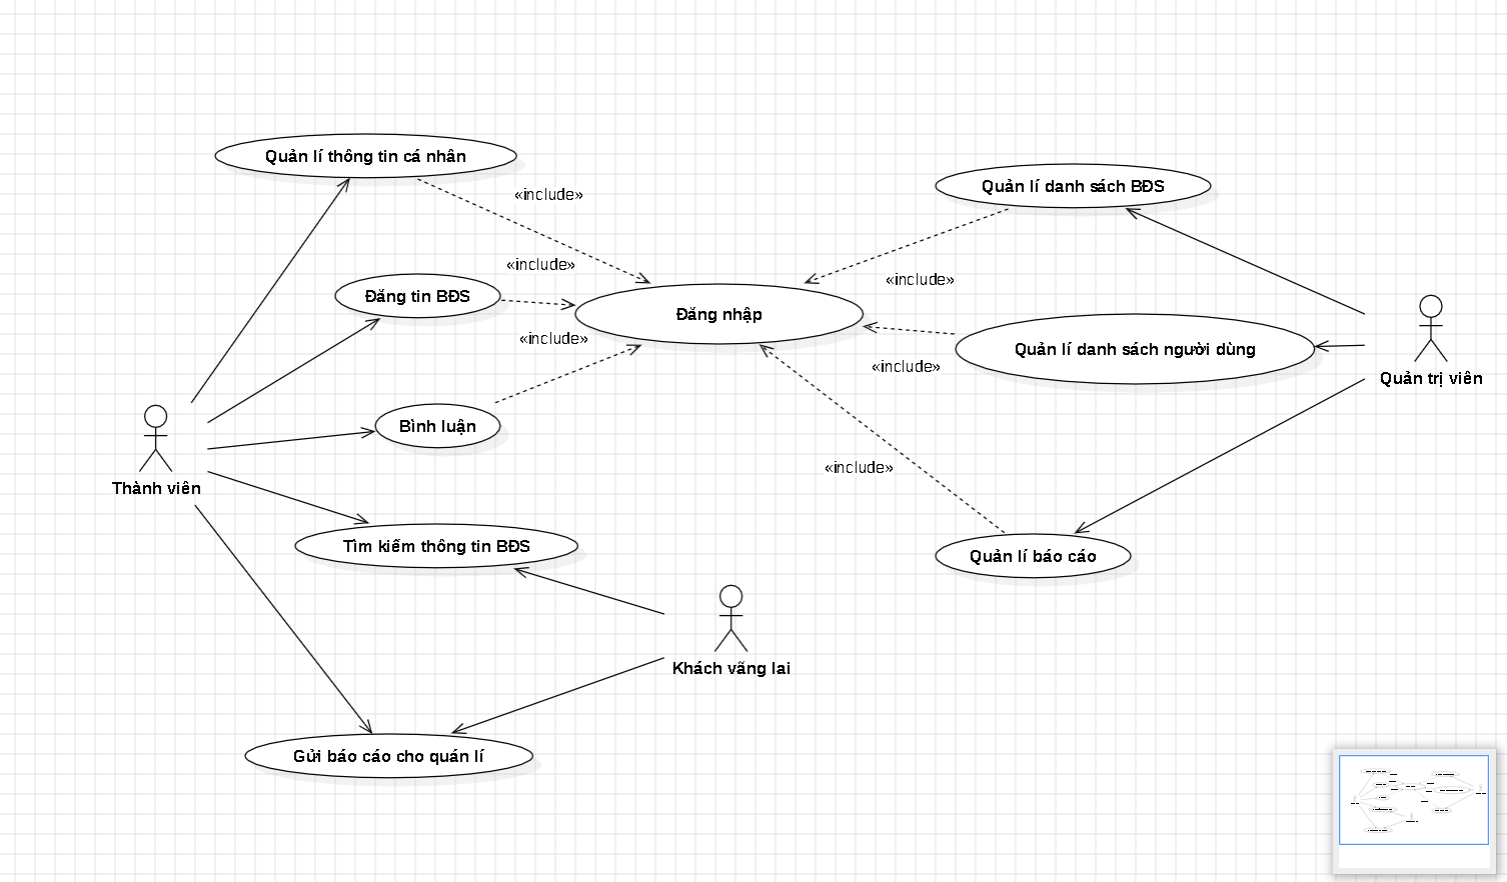 Quản lí thông tin cá nhân
«include»
Quản lí danh sách BĐS
«include»
«include»
Đăng tin BĐS
Đăng nhập
«include»
Quản lí danh sách người dùng
«include»
Quản trị viên
Bình luận
«include»
Thành viên
Tìm kiếm thông tin BĐS
Quản lí báo cáo
Khách vãng lai
Gửi báo cáo cho quán lí